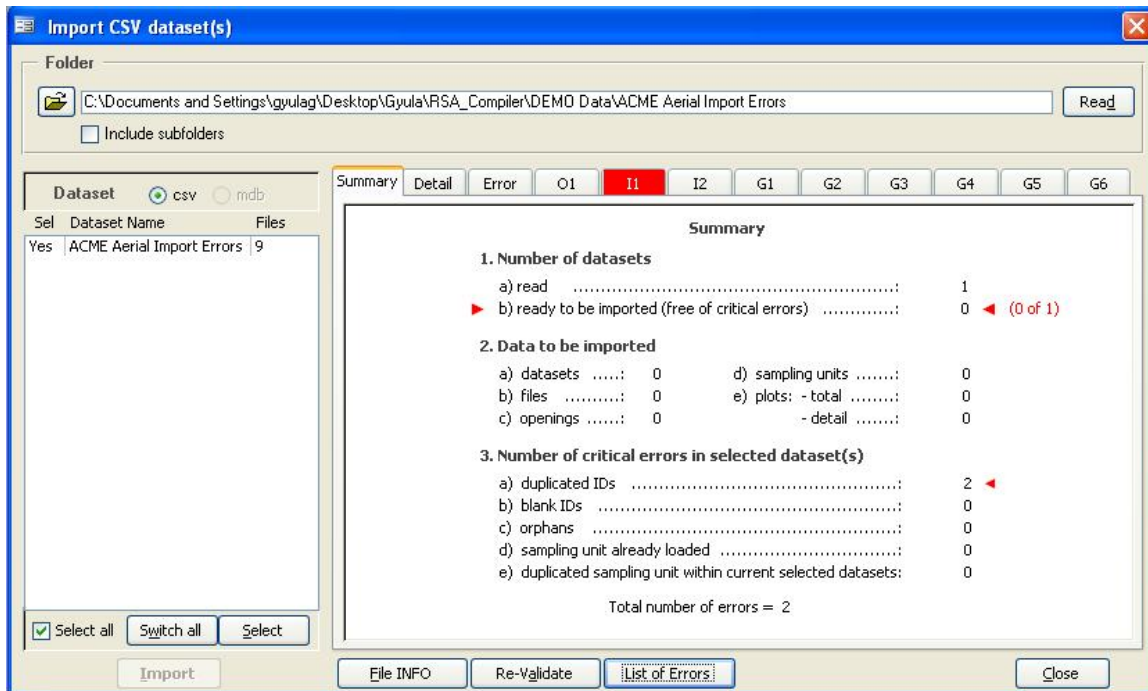 Import CSV dataset(s)
Folder
C:\Documents and Settings\gyulag\Desktop\Gyula\RSA_Compiler\DEMO Data\ACME Aerial Import Errors
Read
Include subfolders
Dataset csv mdb
Sel Dataset Name Files
Yes ACME Aerial Import Errors 9
Select all Switch all Select
Import
Summary Detail Error O1 I1 I2 G1 G2 G3 G4 G5 G6
Summary
1. Number of datasets
a) read ....................................................: 1
b) ready to be imported (free of critical errors) .............: 0 (0 of 1)
2. Data to be imported
a) datasets .....: 0 d) sampling units .......: 0
b) files ..........: 0 e) plots: - total ........: 0
c) openings ......: 0 - detail .......: 0
3. Number of critical errors in selected dataset(s)
a) duplicated IDs ...........................................: 2
b) blank IDs .................................................: 0
c) orphans ..................................................: 0
d) sampling unit already loaded .............................: 0
e) duplicated sampling unit within current selected datasets: 0
Total number of errors = 2
File INFO Re-Validate List of Errors Close